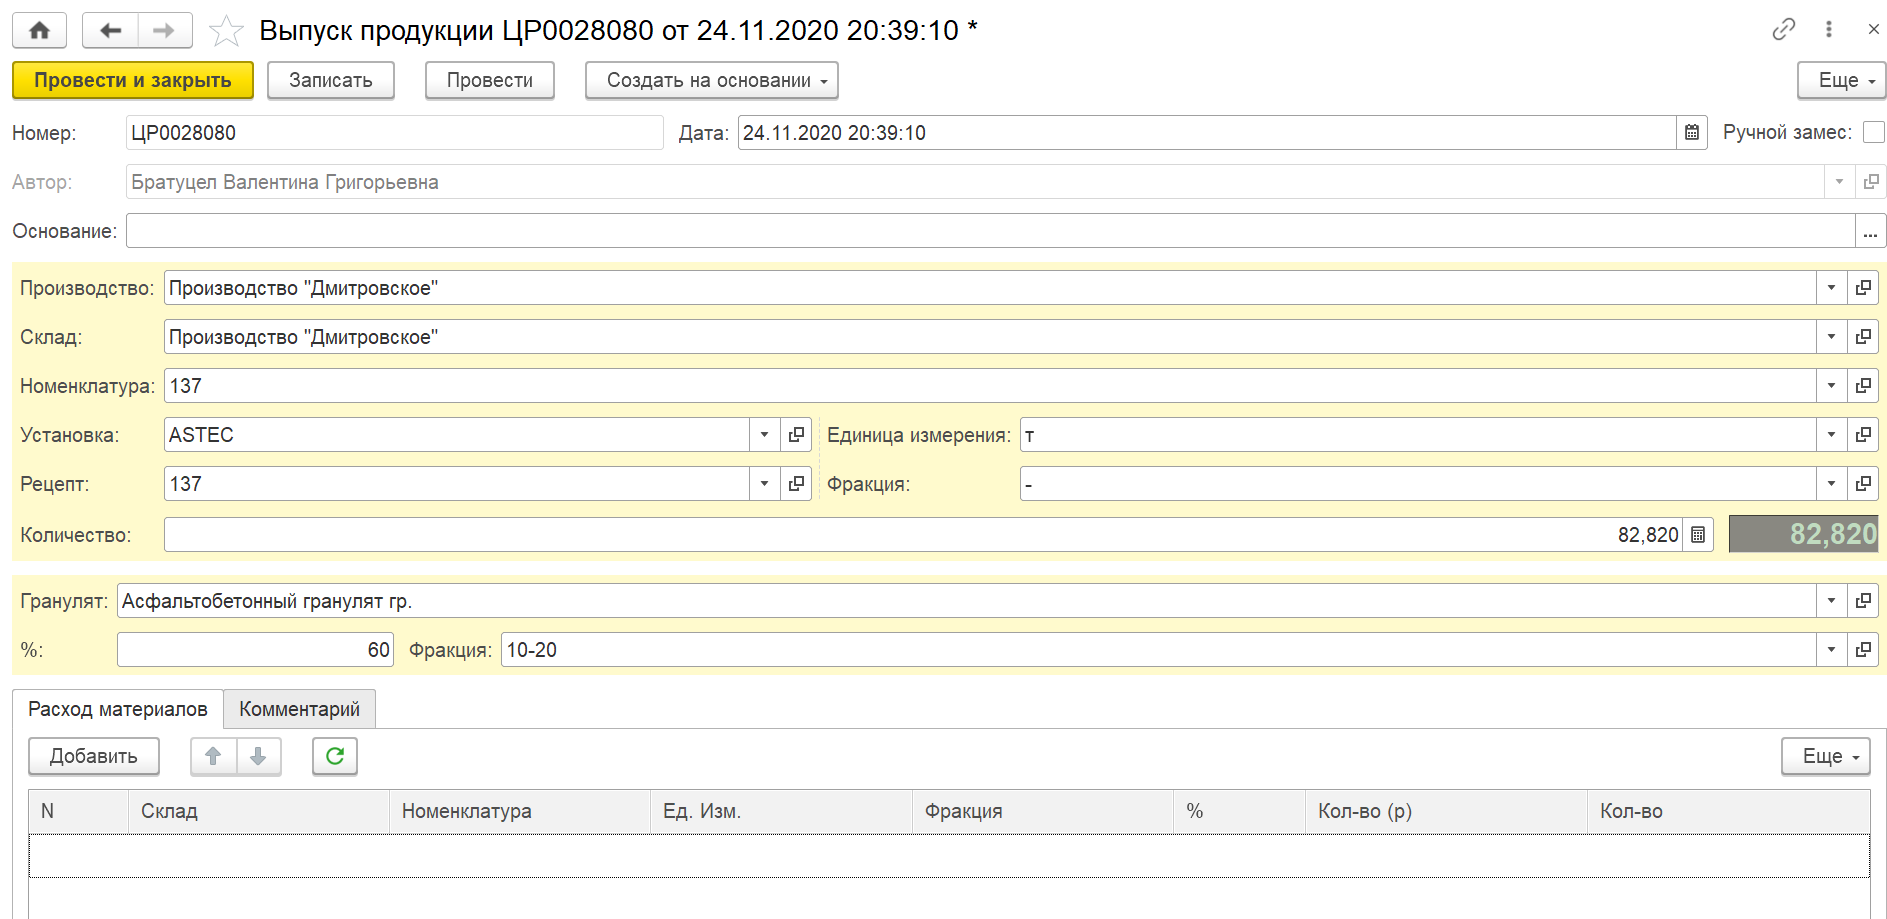 Выпуск продукции ЦР0028080 от 24.11.2020 20:39:10 *
Провести и закрыть Записать Провести Создать на основании Еще
Номер: ЦР0028080 Дата: 24.11.2020 20:39:10 Ручной замес:
Автор: Братуцел Валентина Григорьевна
Основание: ...
Производство: Производство "Дмитровское"
Склад: Производство "Дмитровское"
Номенклатура: 137
Установка: ASTEC Единица измерения: т
Рецепт: 137 Фракция: -
Количество: 82,820 82,820
Гранулят: Асфальтобетонный гранулят гр.
%: 60 Фракция: 10-20
Расход материалов Комментарий
Добавить Еще
N Склад Номенклатура Ед. Изм. Фракция % Кол-во (р) Кол-во